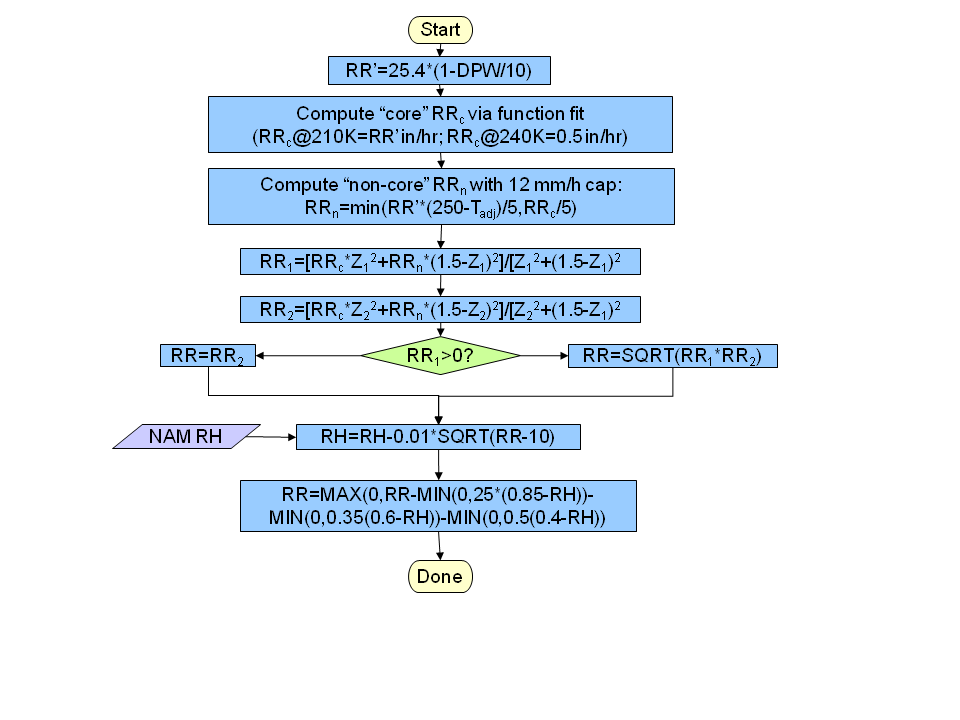 Start
RR’=25.4*(1-DPW/10)
Compute “core” RRc via function fit
(RRc@210K=RR’in/hr; RRc@240K=0.5 in/hr)
Compute “non-core” RRn with 12 mm/h cap:
RRn=min(RR’*(250-Tadj)/5,RRc/5)
RR1=[RRc*Z1²+RRn*(1.5-Z1)²]/[Z1²+(1.5-Z1)²
RR2=[RRc*Z2²+RRn*(1.5-Z2)²]/[Z2²+(1.5-Z1)²
RR=RR2
RR1>0?
RR=SQRT(RR1*RR2)
NAM RH
RH=RH-0.01*SQRT(RR-10)
RR=MAX(0,RR-MIN(0,25*(0.85-RH))-
MIN(0,0.35(0.6-RH))-MIN(0,0.5(0.4-RH))
Done